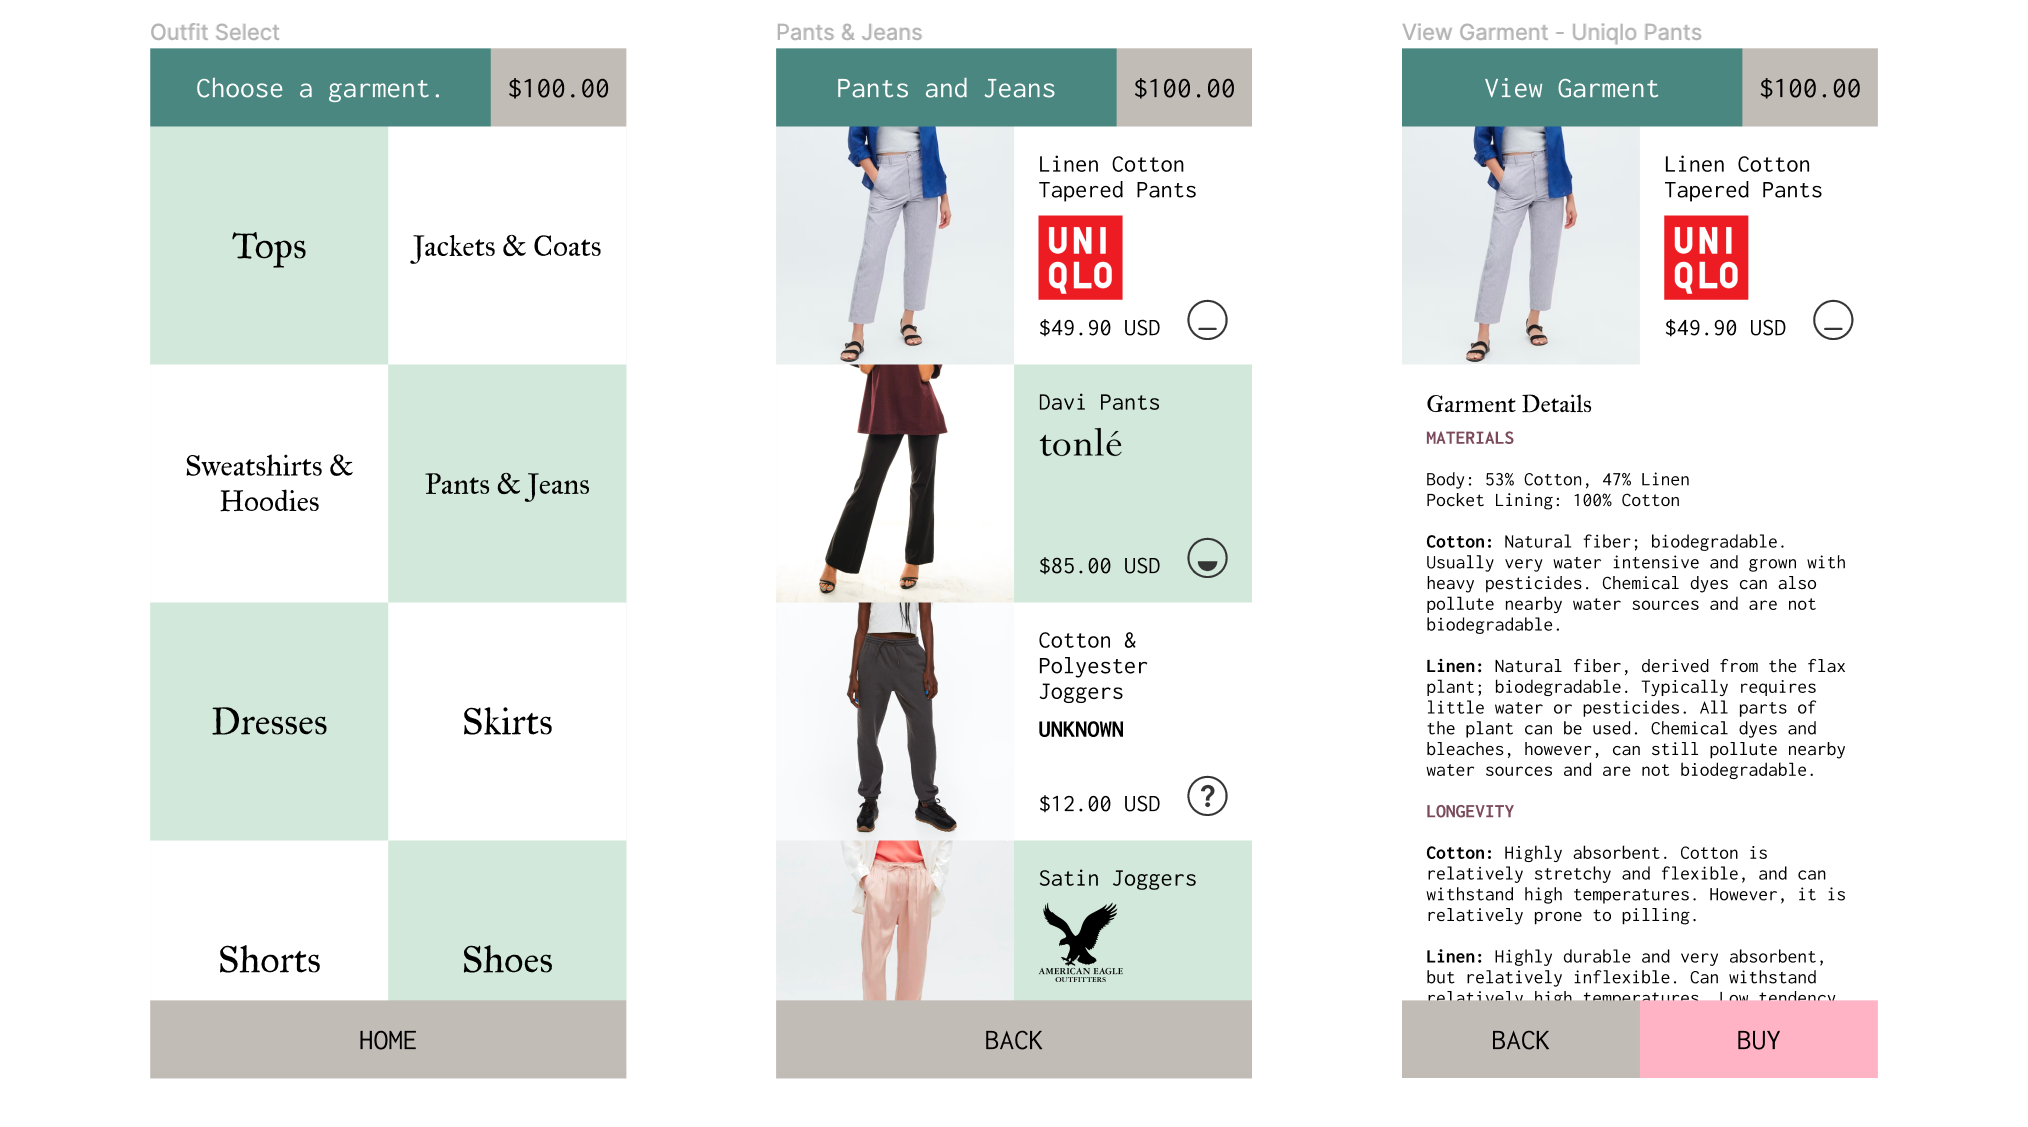 Outfit Select
Choose a garment.
$100.00
Tops
Jackets & Coats
Sweatshirts &
Hoodies
Pants & Jeans
Dresses
Skirts
Shorts
Shoes
HOME
Pants & Jeans
Pants and Jeans
$100.00
Linen Cotton
Tapered Pants
UNI
QLO
$49.90 USD
Davi Pants
tonlé
$85.00 USD
Cotton &
Polyester
Joggers
UNKNOWN
$12.00 USD
?
Satin Joggers
AMERICAN EAGLE
OUTFITTERS
BACK
View Garment - Uniqlo Pants
View Garment
$100.00
Linen Cotton
Tapered Pants
UNI
QLO
$49.90 USD
Garment Details
MATERIALS
Body: 53% Cotton, 47% Linen
Pocket Lining: 100% Cotton
Cotton: Natural fiber; biodegradable.
Usually very water intensive and grown with
heavy pesticides. Chemical dyes can also
pollute nearby water sources and are not
biodegradable.
Linen: Natural fiber, derived from the flax
plant; biodegradable. Typically requires
little water or pesticides. All parts of
the plant can be used. Chemical dyes and
bleaches, however, can still pollute nearby
water sources and are not biodegradable.
LONGEVITY
Cotton: Highly absorbent. Cotton is
relatively stretchy and flexible, and can
withstand high temperatures. However, it is
relatively prone to pilling.
Linen: Highly durable and very absorbent,
but relatively inflexible. Can withstand
relatively high temperatures. Low tendency
BACK
BUY